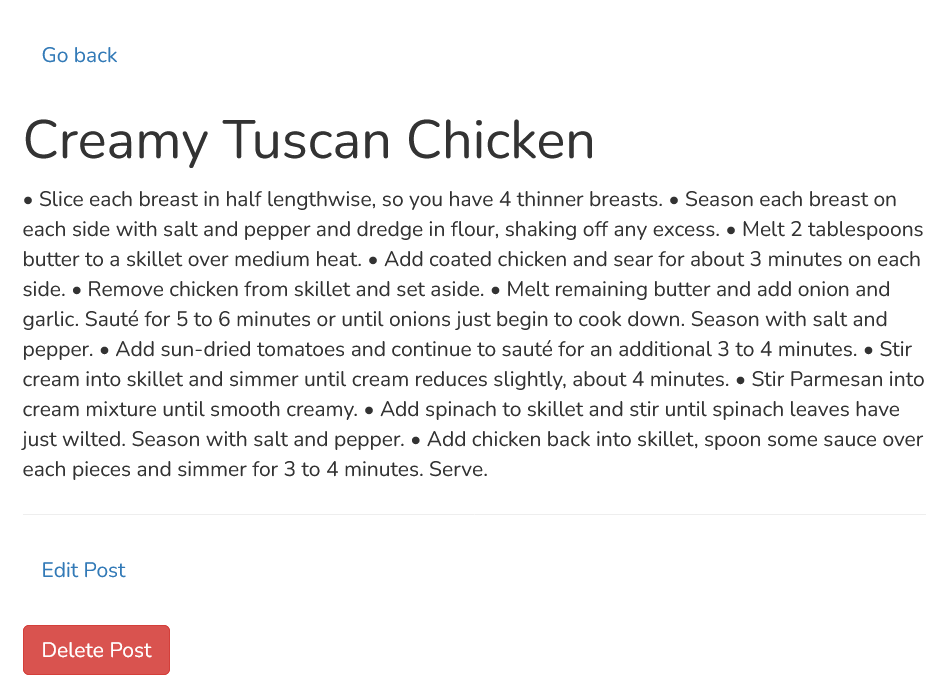 Go back
Creamy Tuscan Chicken
• Slice each breast in half lengthwise, so you have 4 thinner breasts. • Season each breast on
each side with salt and pepper and dredge in flour, shaking off any excess. • Melt 2 tablespoons
butter to a skillet over medium heat. • Add coated chicken and sear for about 3 minutes on each
side. • Remove chicken from skillet and set aside. • Melt remaining butter and add onion and
garlic. Sauté for 5 to 6 minutes or until onions just begin to cook down. Season with salt and
pepper. • Add sun-dried tomatoes and continue to sauté for an additional 3 to 4 minutes. • Stir
cream into skillet and simmer until cream reduces slightly, about 4 minutes. • Stir Parmesan into
cream mixture until smooth creamy. • Add spinach to skillet and stir until spinach leaves have
just wilted. Season with salt and pepper. • Add chicken back into skillet, spoon some sauce over
each pieces and simmer for 3 to 4 minutes. Serve.
Edit Post
Delete Post